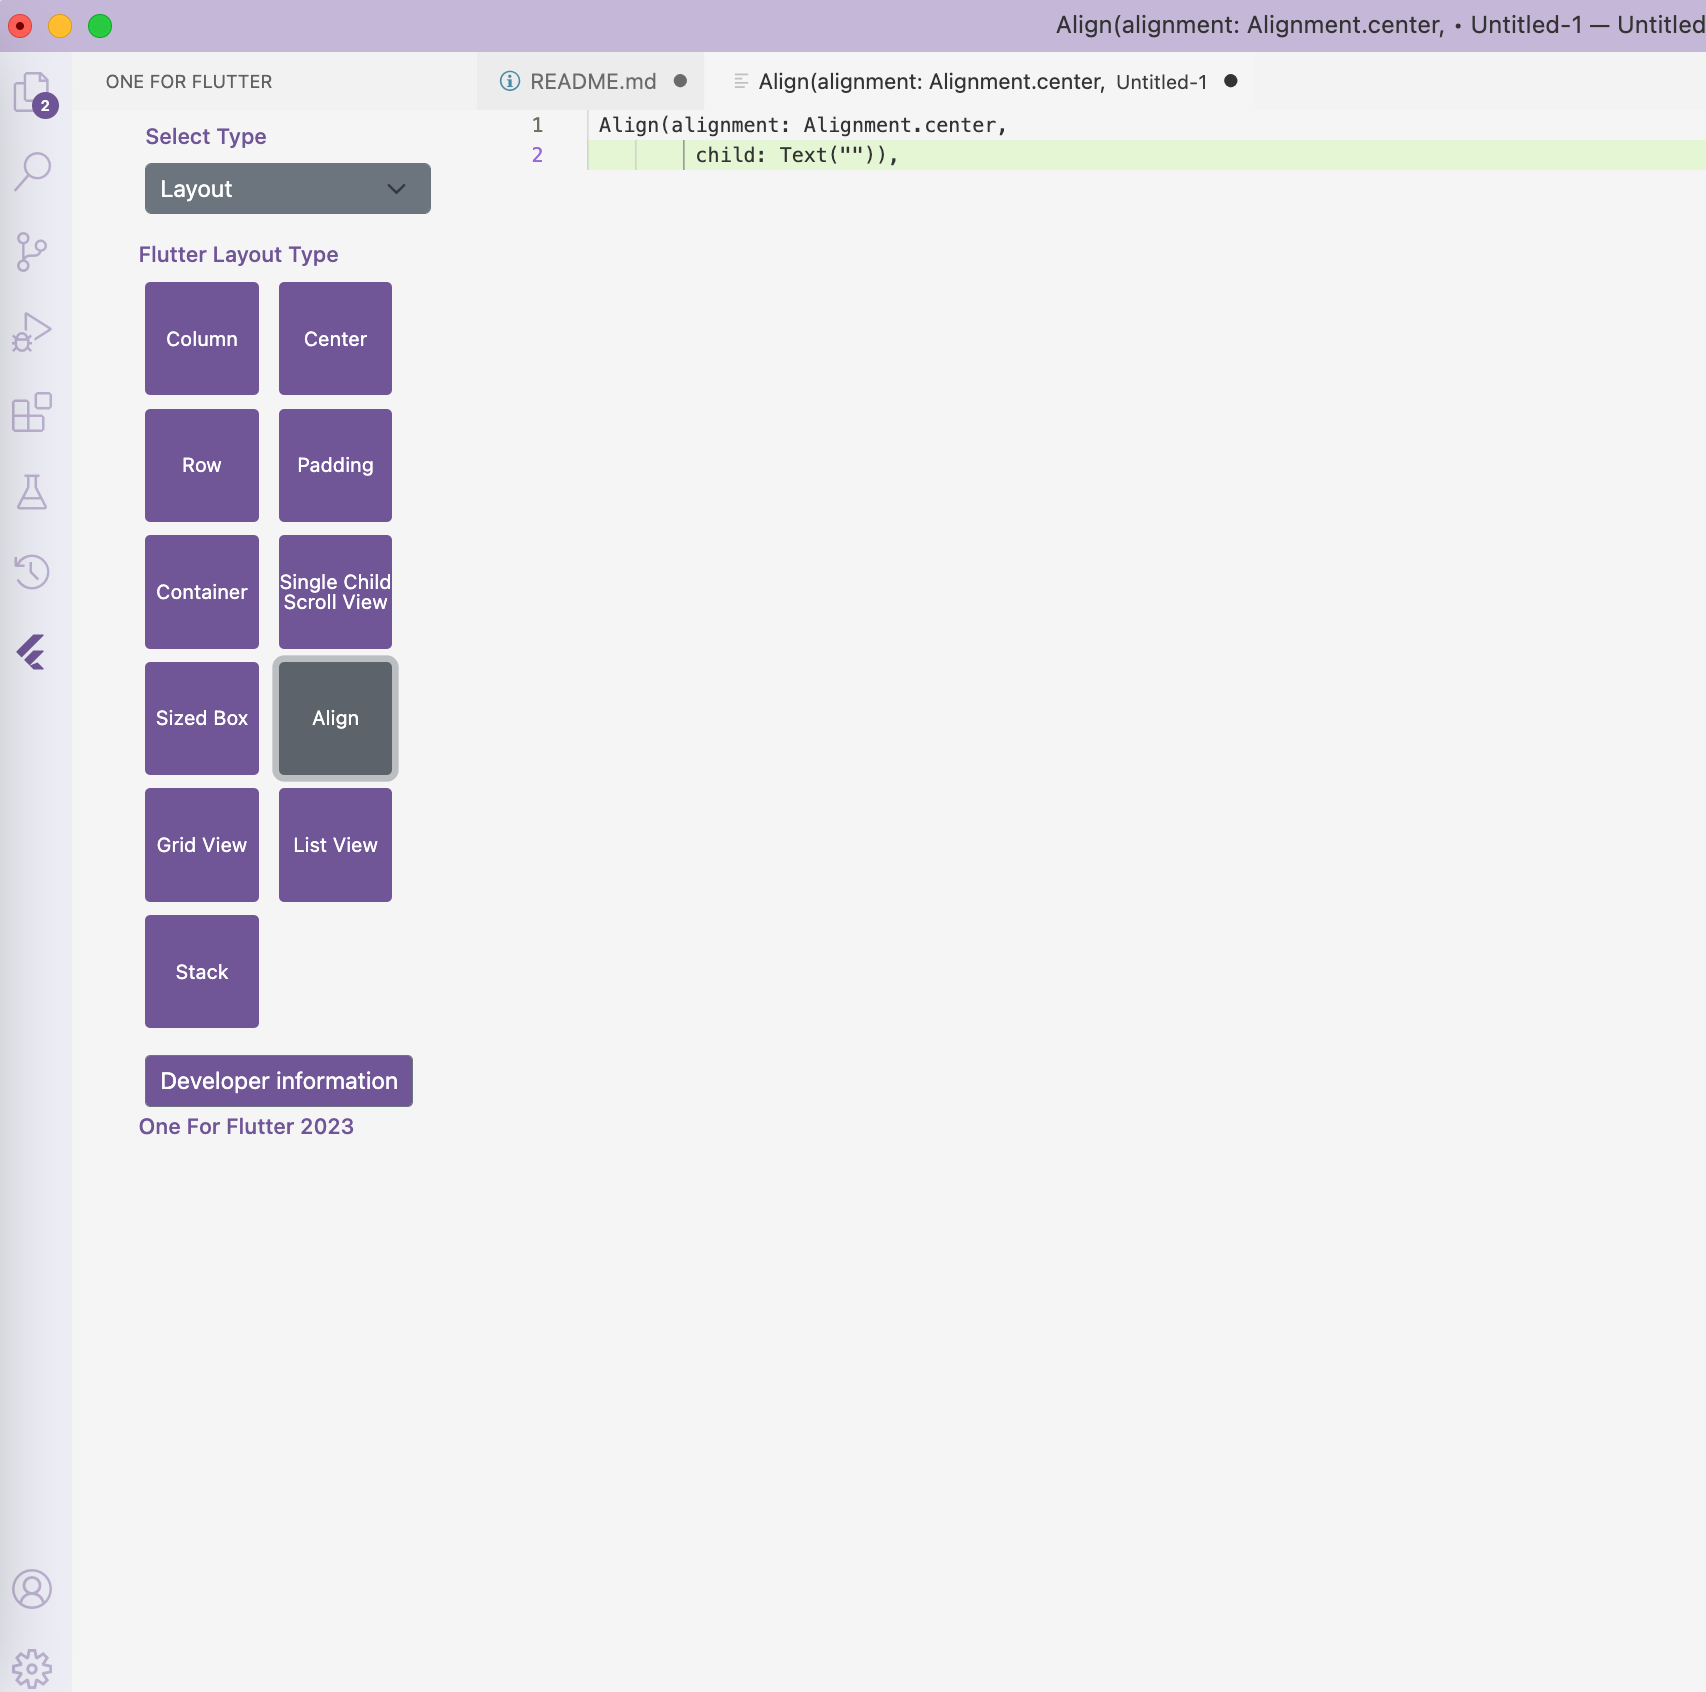 Align(alignment: Alignment.center, • Untitled-1 — Untitled
2
ONE FOR FLUTTER
README.md
Align(alignment: Alignment.center, Untitled-1
Select Type
Layout
Flutter Layout Type
Column
Center
Row
Padding
Container
Single Child
Scroll View
Sized Box
Align
Grid View
List View
Stack
Developer information
One For Flutter 2023
1 Align(alignment: Alignment.center,
2 child: Text("")),